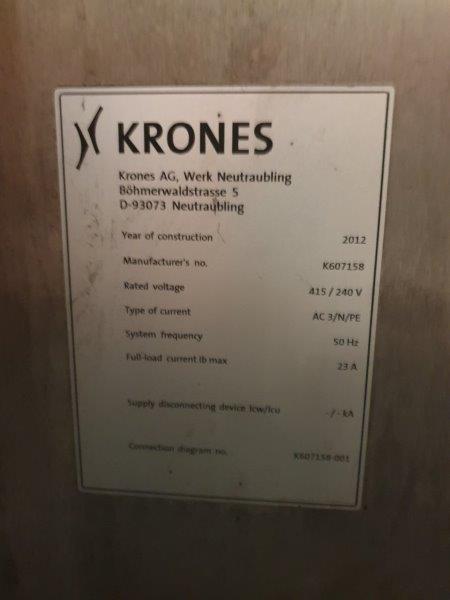 KRONES
Krones AG, Werk Neutraubling
Böhmerwaldstrasse 5
D-93073 Neutraubling
Year of construction 2012
Manufacturer's no. K607158
Rated voltage 415 / 240 V
Type of current AC 3/N/PE
System frequency 50 Hz
Full-load current Ib max 23 A
Supply disconnecting device Icw/Icu - / - kA
Connection diagram no. K607158-001